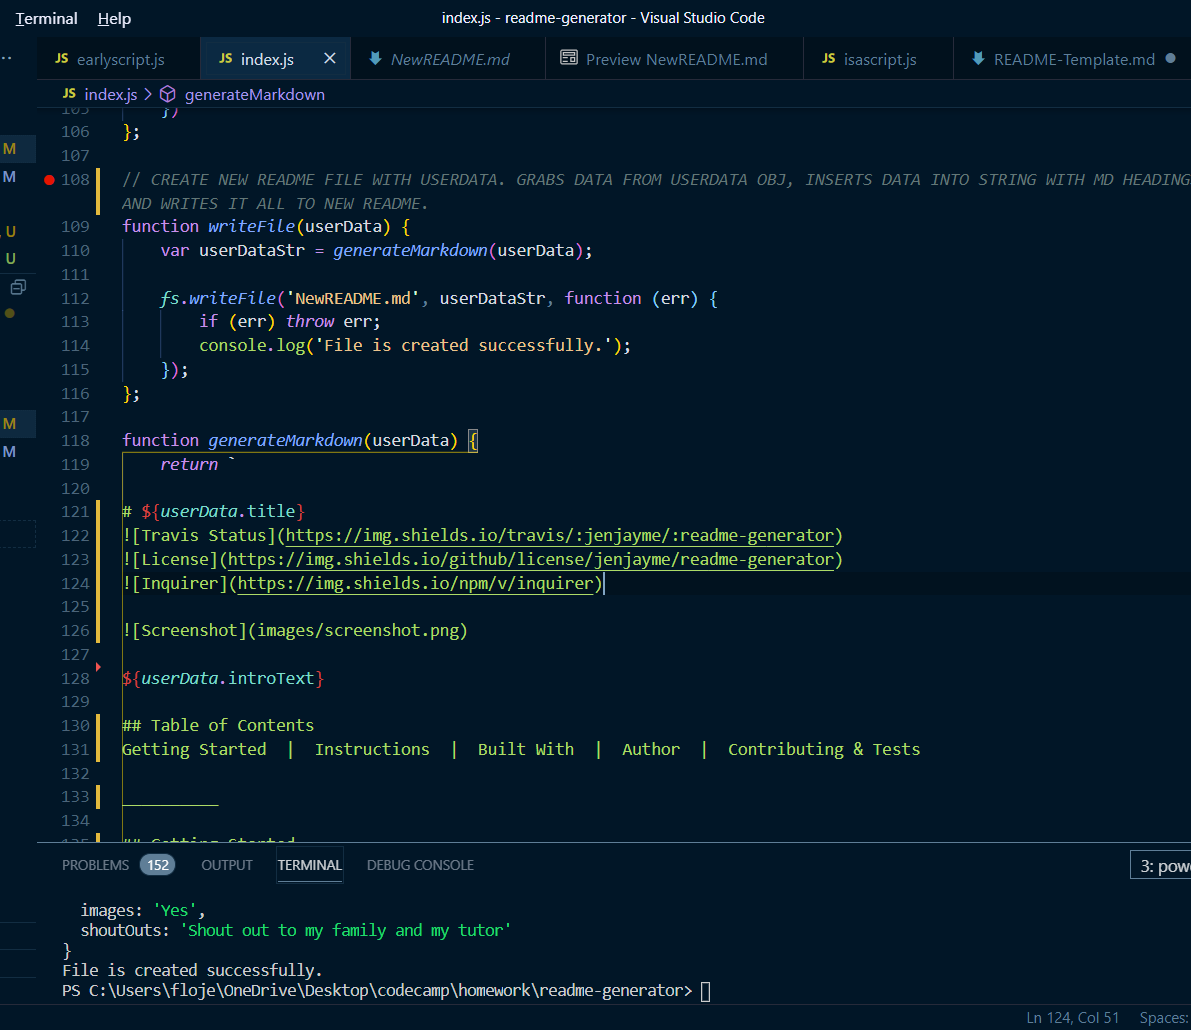 Terminal Help index.js - readme-generator - Visual Studio Code
JS earlyscript.js JS index.js × NewREADME.md Preview NewREADME.md JS isascript.js README-Template.md
JS index.js > generateMarkdown
105 })
106 };
107
M
108 // CREATE NEW README FILE WITH USERDATA. GRABS DATA FROM USERDATA OBJ, INSERTS DATA INTO STRING WITH MD HEADING
M
AND WRITES IT ALL TO NEW README.
109 function writeFile(userData) {
U
110 var userDataStr = generateMarkdown(userData);
U
111
112 fs.writeFile('NewREADME.md', userDataStr, function (err) {
113 if (err) throw err;
114 console.log('File is created successfully.');
115 });
116 };
117
M
118 function generateMarkdown(userData) {
M
119 return `
120
121 # ${userData.title}
122 ![Travis Status](https://img.shields.io/travis/:jenjayme/:readme-generator)
123 ![License](https://img.shields.io/github/license/jenjayme/readme-generator)
124 ![Inquirer](https://img.shields.io/npm/v/inquirer)
125
126 ![Screenshot](images/screenshot.png)
127
128 ${userData.introText}
129
130 ## Table of Contents
131 Getting Started | Instructions | Built With | Author | Contributing & Tests
132
133 __________
134
135 ## Getting Started
PROBLEMS 152 OUTPUT TERMINAL DEBUG CONSOLE 3: pow
images: 'Yes',
shoutOuts: 'Shout out to my family and my tutor'
}
File is created successfully.
PS C:\Users\floje\OneDrive\Desktop\codecamp\homework\readme-generator>
Ln 124, Col 51 Spaces: